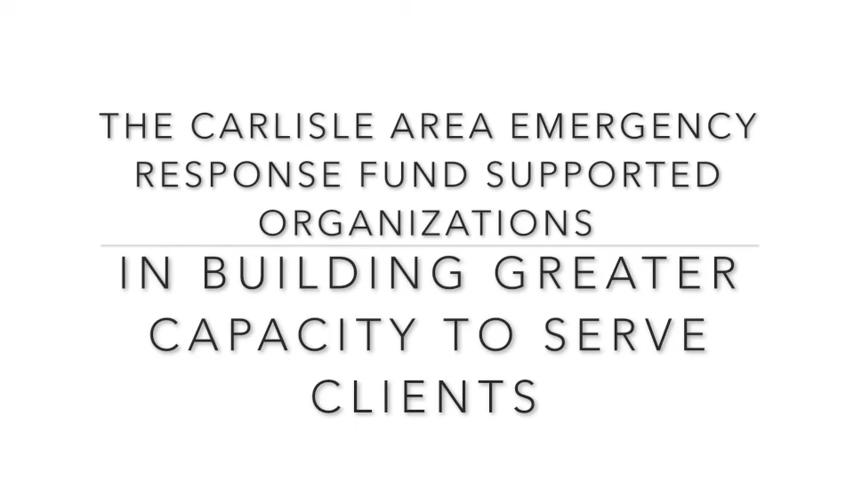 THE CARLISLE AREA EMERGENCY
RESPONSE FUND SUPPORTED
ORGANIZATIONS
IN BUILDING GREATER
CAPACITY TO SERVE
CLIENTS